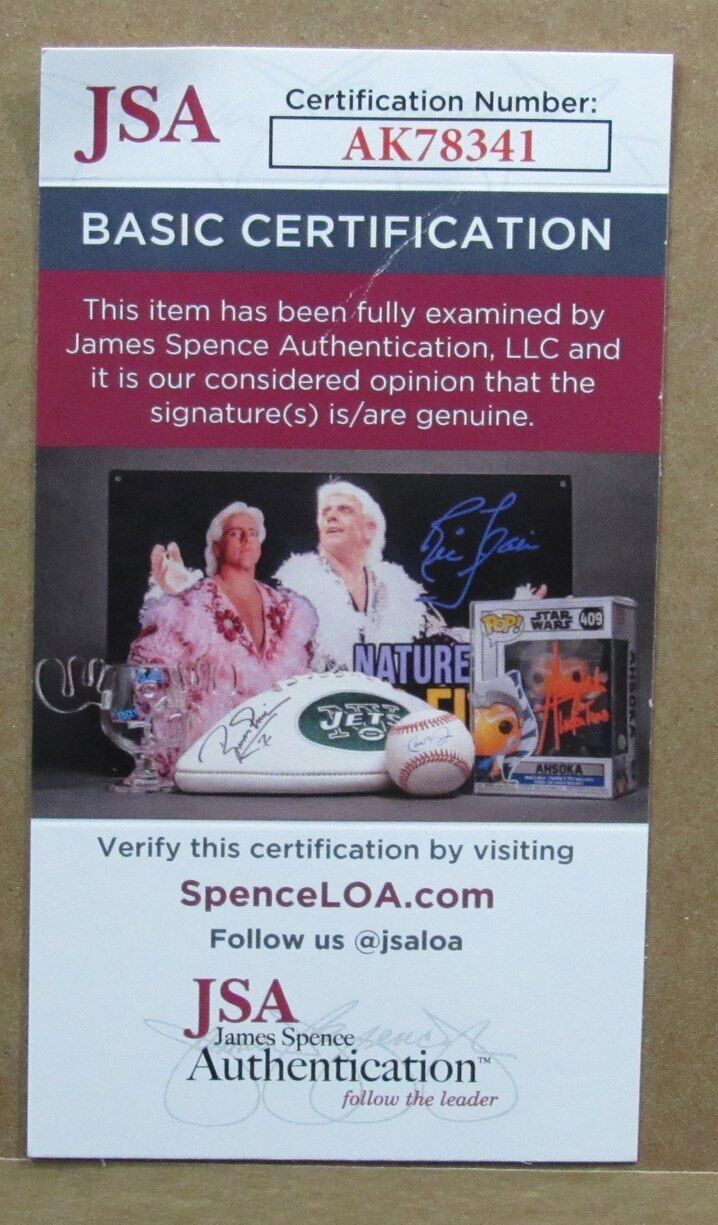 JSA
Certification Number:
AK78341
BASIC CERTIFICATION
This item has been fully examined by
James Spence Authentication, LLC and
it is our considered opinion that the
signature(s) is/are genuine.
NATURE
JETS
POP!
STAR
WARS
409
AHSOKA
AHSOKA
Verify this certification by visiting
SpenceLOA.com
Follow us @jsaloa
JSA
James Spence
Authentication™
follow the leader